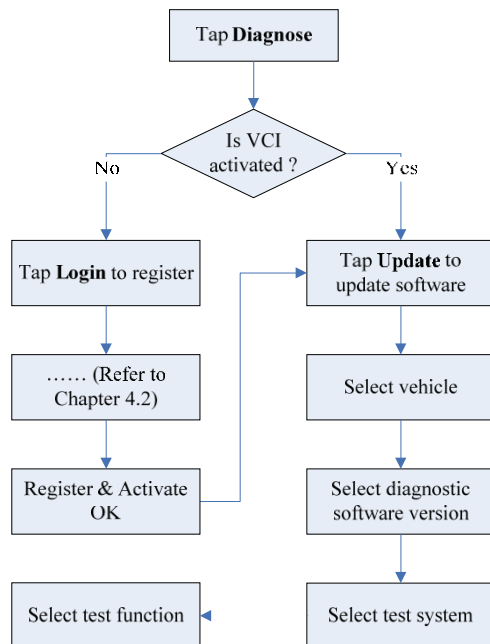 Tap Diagnose
Is VCI
activated ?
No
Yes
Tap Login to register
Tap Update to
update software
...... (Refer to
Chapter 4.2)
Select vehicle
Register & Activate
OK
Select diagnostic
software version
Select test function
Select test system